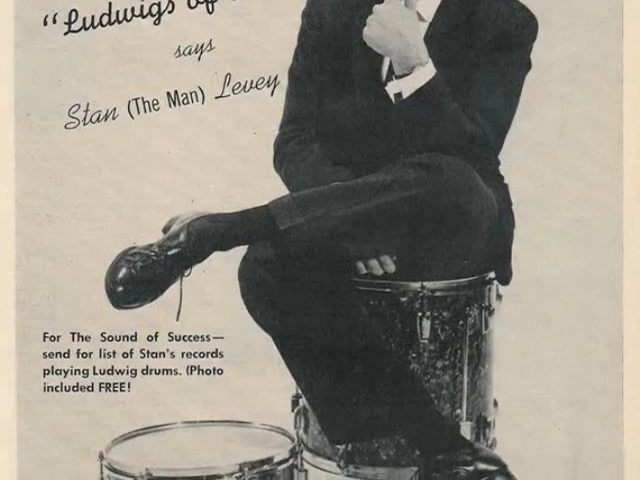 "Ludwigs of
says
Stan (The Man) Levey
For The Sound of Success—
send for list of Stan's records
playing Ludwig drums. (Photo
included FREE!